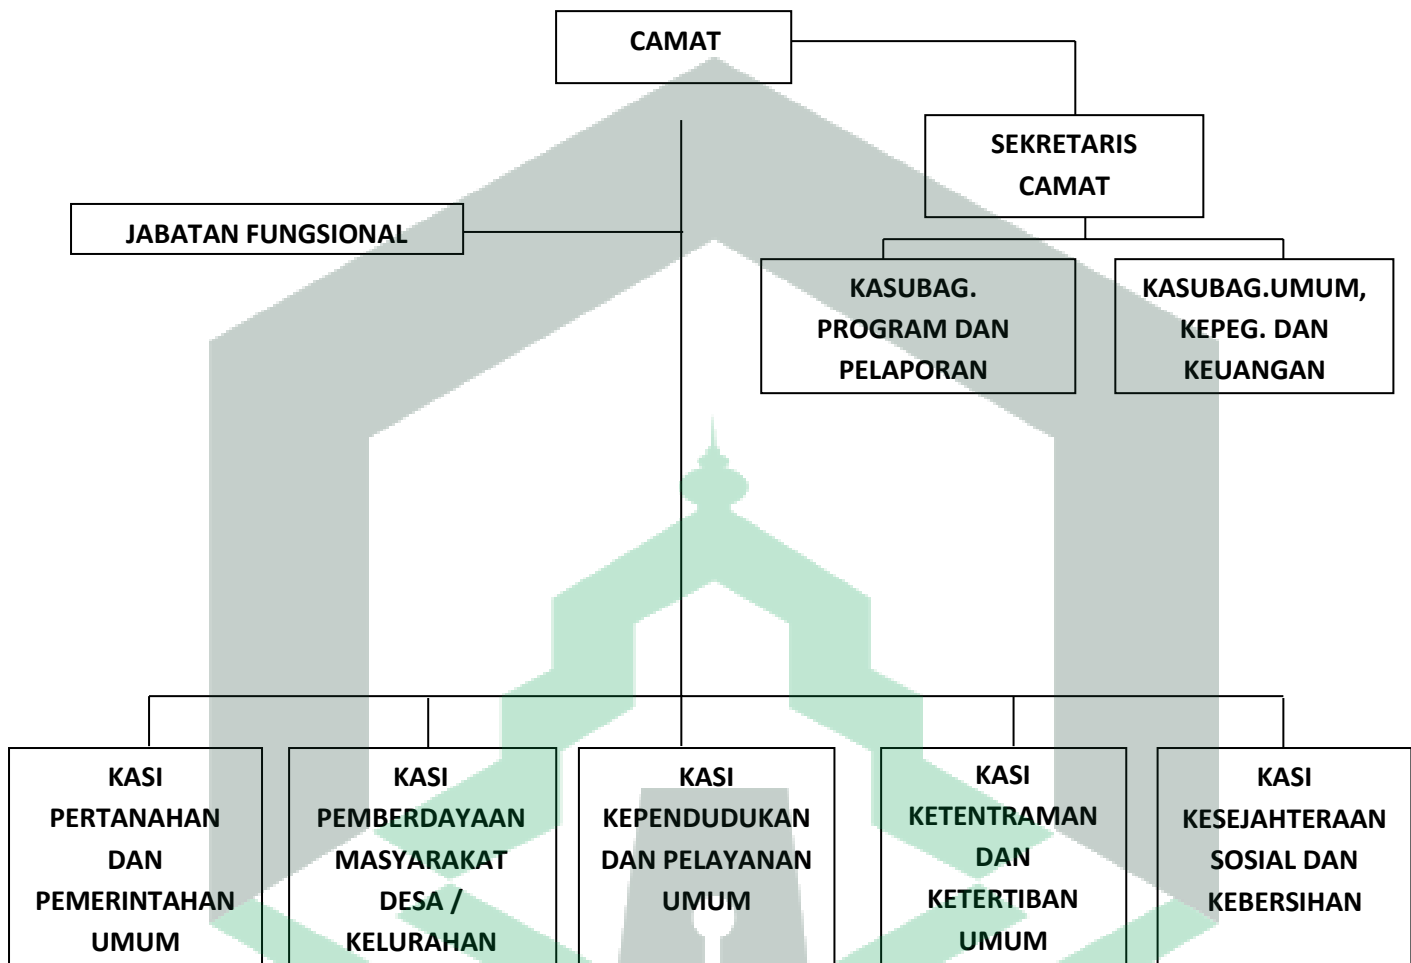 CAMAT
SEKRETARIS
CAMAT
JABATAN FUNGSIONAL
KASUBAG.
PROGRAM DAN
PELAPORAN
KASUBAG.UMUM,
KEPEG. DAN
KEUANGAN
KASI
PERTANAHAN
DAN
PEMERINTAHAN
UMUM
KASI
PEMBERDAYAAN
MASYARAKAT
DESA /
KELURAHAN
KASI
KEPENDUDUKAN
DAN PELAYANAN
UMUM
KASI
KETENTRAMAN
DAN
KETERTIBAN
UMUM
KASI
KESEJAHTERAAN
SOSIAL DAN
KEBERSIHAN